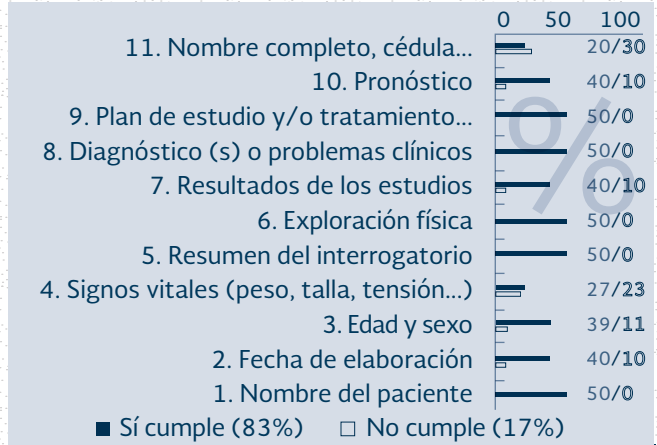 0 50 100
11. Nombre completo, cédula... 20/30
10. Pronóstico 40/10
9. Plan de estudio y/o tratamiento... 50/0
8. Diagnóstico (s) o problemas clínicos 50/0
7. Resultados de los estudios 40/10
6. Exploración física 50/0
5. Resumen del interrogatorio 50/0
4. Signos vitales (peso, talla, tensión...) 27/23
3. Edad y sexo 39/11
2. Fecha de elaboración 40/10
1. Nombre del paciente 50/0
%
Sí cumple (83%) No cumple (17%)